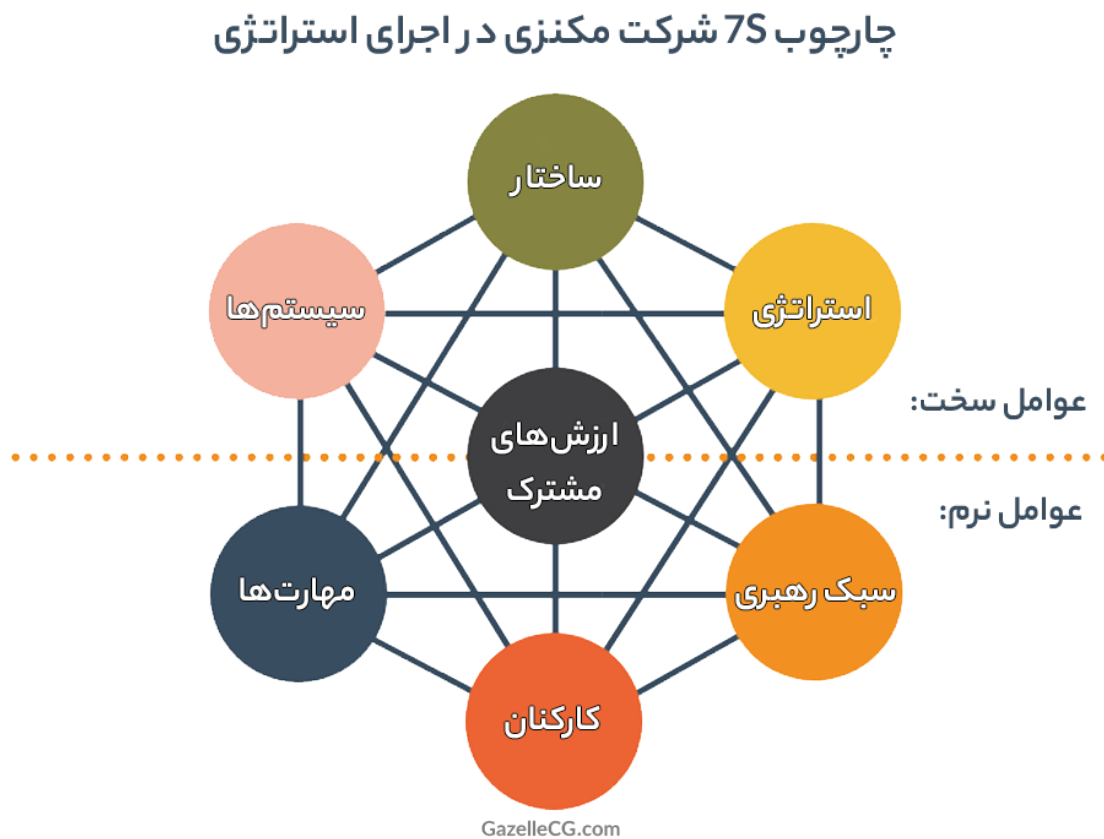 چارچوب 7S شرکت مکنزی در اجرای استراتژی
ساختار
استراتژی
سیستم‌ها
عوامل سخت:
ارزش‌های
مشترک
عوامل نرم:
سبک رهبری
مهارت‌ها
کارکنان
GazelleCG.com